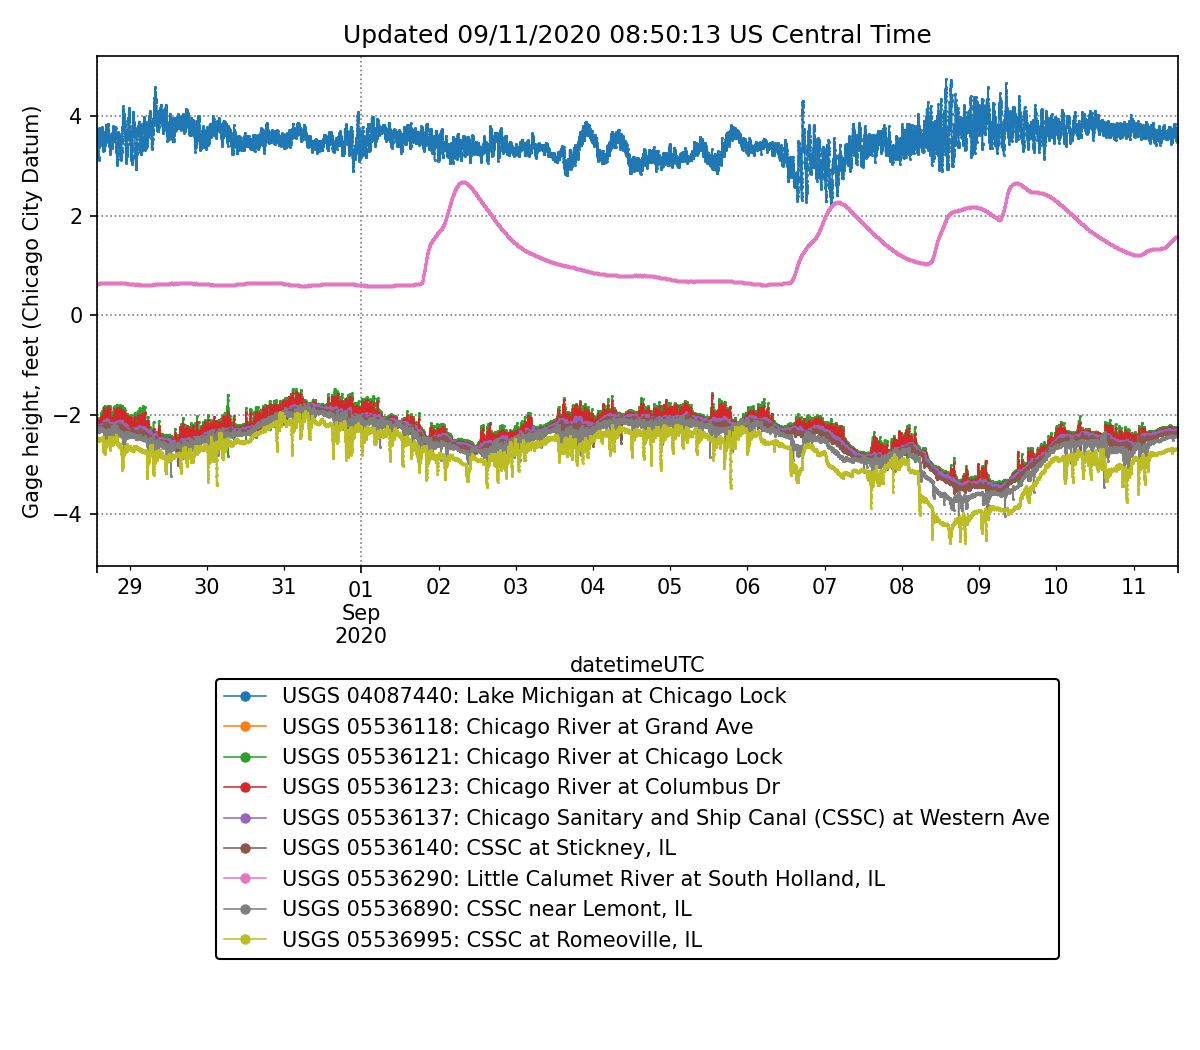 Updated 09/11/2020 08:50:13 US Central Time
Gage height, feet (Chicago City Datum)
4
2
0
−2
−4
29 30 31 01 02 03 04 05 06 07 08 09 10 11
Sep
2020
datetimeUTC
USGS 04087440: Lake Michigan at Chicago Lock
USGS 05536118: Chicago River at Grand Ave
USGS 05536121: Chicago River at Chicago Lock
USGS 05536123: Chicago River at Columbus Dr
USGS 05536137: Chicago Sanitary and Ship Canal (CSSC) at Western Ave
USGS 05536140: CSSC at Stickney, IL
USGS 05536290: Little Calumet River at South Holland, IL
USGS 05536890: CSSC near Lemont, IL
USGS 05536995: CSSC at Romeoville, IL